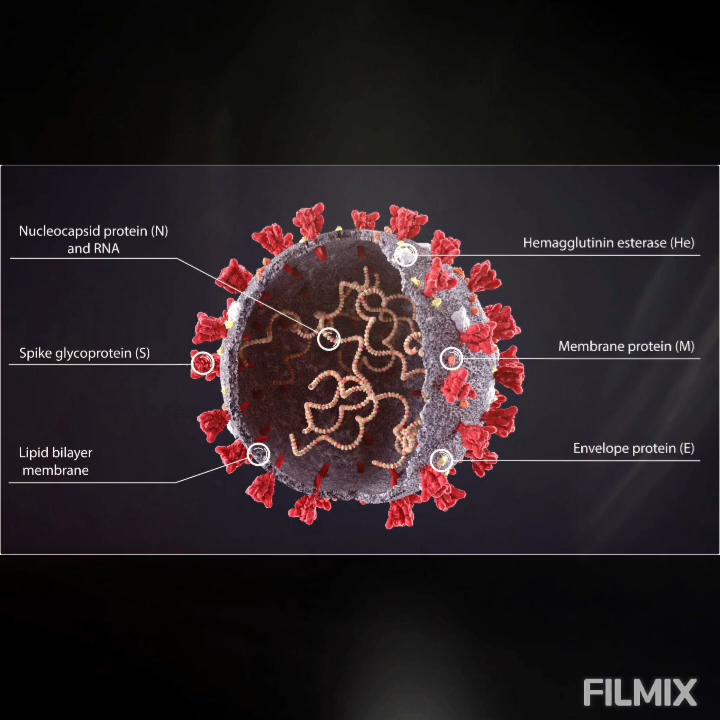 Nucleocapsid protein (N)
and RNA
Hemagglutinin esterase (He)
Spike glycoprotein (S)
Membrane protein (M)
Lipid bilayer
membrane
Envelope protein (E)
FILMIX